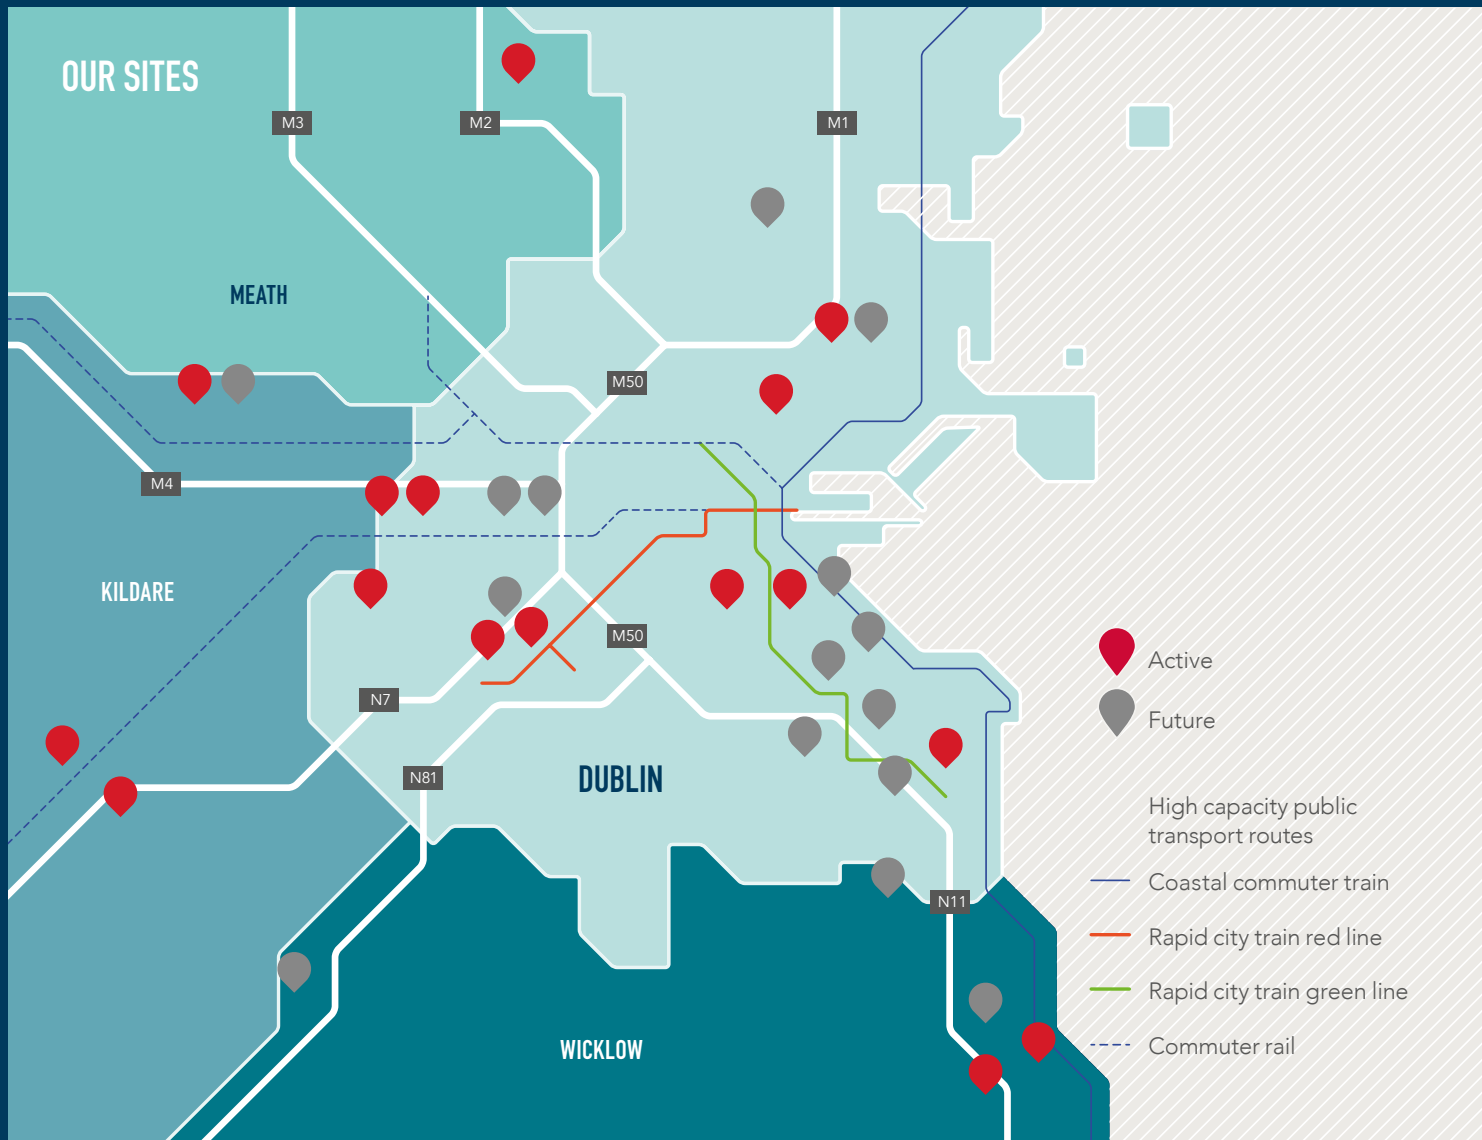 OUR SITES
M3
M2
M1
MEATH
M50
M4
KILDARE
M50
N7
N81
DUBLIN
N11
WICKLOW
Active
Future
High capacity public
transport routes
Coastal commuter train
Rapid city train red line
Rapid city train green line
Commuter rail